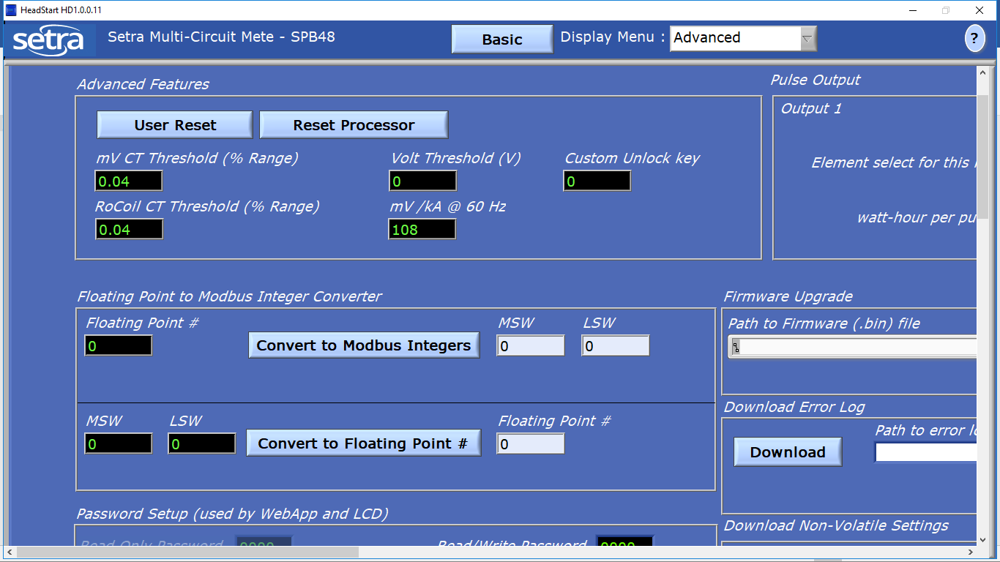 HeadStart HD1.0.0.11
setra
Setra Multi-Circuit Mete - SPB48
Basic
Display Menu :
Advanced
?
Advanced Features
User Reset
Reset Processor
mV CT Threshold (% Range)
Volt Threshold (V)
Custom Unlock key
0.04
0
0
RoCoil CT Threshold (% Range)
mV /kA @ 60 Hz
0.04
108
Pulse Output
Output 1
Element select for this
watt-hour per pu
Floating Point to Modbus Integer Converter
Floating Point #
0
Convert to Modbus Integers
MSW
LSW
0
0
MSW
LSW
0
0
Convert to Floating Point #
Floating Point #
0
Firmware Upgrade
Path to Firmware (.bin) file
Download Error Log
Path to error lo
Download
Password Setup (used by WebApp and LCD)
Read Only Password
0000
Read/Write Password
0000
Download Non-Volatile Settings